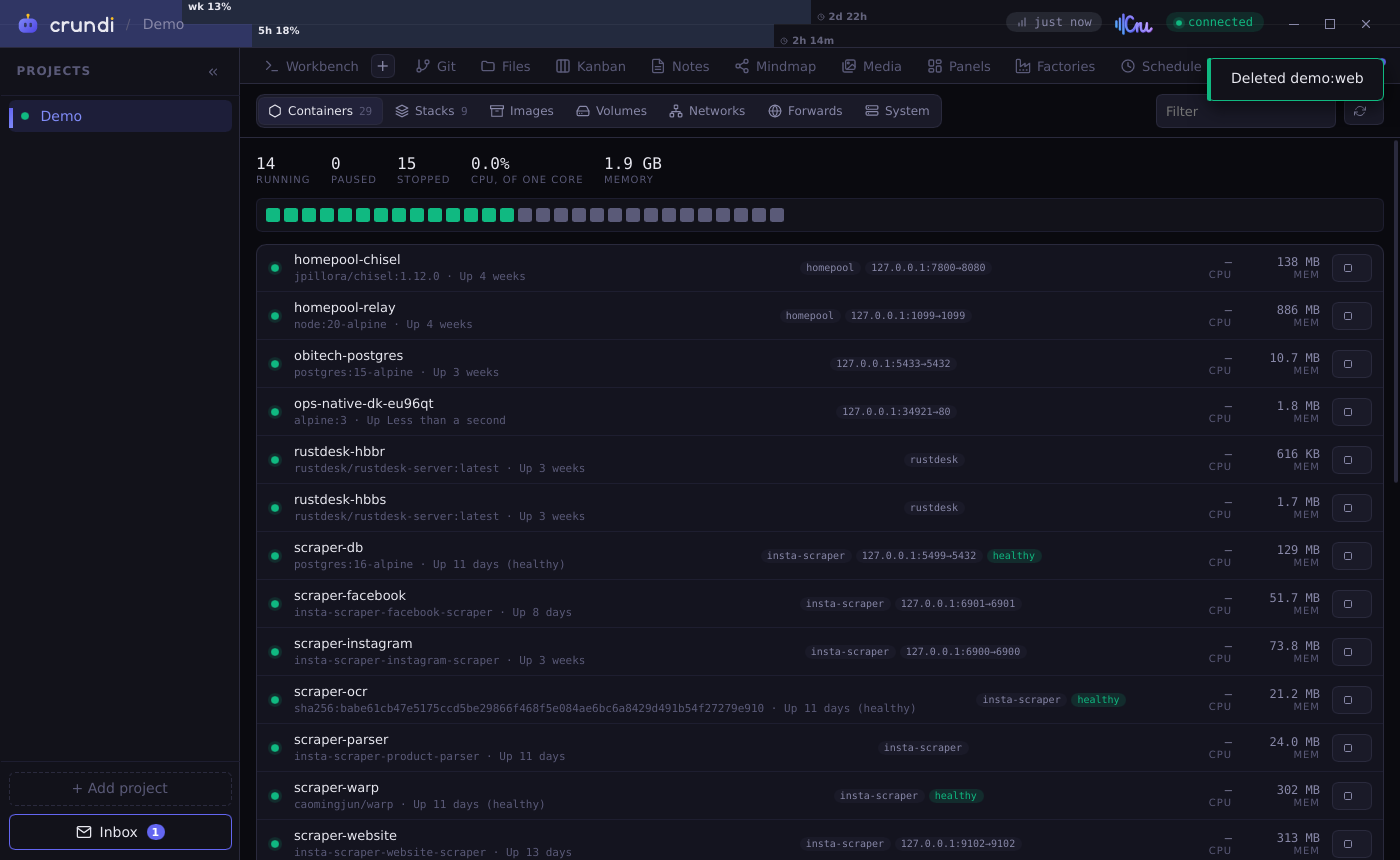 crundi / Demo
wk 13%
2d 22h
5h 18%
2h 14m
just now
Cru
connected
PROJECTS
Demo
+ Add project
Inbox 1
Workbench
Git
Files
Kanban
Notes
Mindmap
Media
Panels
Factories
Schedule
Deleted demo:web
Containers 29
Stacks 9
Images
Volumes
Networks
Forwards
System
Filter
14 0 15 0.0% 1.9 GB
RUNNING PAUSED STOPPED CPU, OF ONE CORE MEMORY
homepool-chisel
jpillora/chisel:1.12.0 · Up 4 weeks
homepool 127.0.0.1:7800→8080
– CPU
138 MB MEM
homepool-relay
node:20-alpine · Up 4 weeks
homepool 127.0.0.1:1099→1099
– CPU
886 MB MEM
obitech-postgres
postgres:15-alpine · Up 3 weeks
127.0.0.1:5433→5432
– CPU
10.7 MB MEM
ops-native-dk-eu96qt
alpine:3 · Up Less than a second
127.0.0.1:34921→80
– CPU
1.8 MB MEM
rustdesk-hbbr
rustdesk/rustdesk-server:latest · Up 3 weeks
rustdesk
– CPU
616 KB MEM
rustdesk-hbbs
rustdesk/rustdesk-server:latest · Up 3 weeks
rustdesk
– CPU
1.7 MB MEM
scraper-db
postgres:16-alpine · Up 11 days (healthy)
insta-scraper 127.0.0.1:5499→5432 healthy
– CPU
129 MB MEM
scraper-facebook
insta-scraper-facebook-scraper · Up 8 days
insta-scraper 127.0.0.1:6901→6901
– CPU
51.7 MB MEM
scraper-instagram
insta-scraper-instagram-scraper · Up 3 weeks
insta-scraper 127.0.0.1:6900→6900
– CPU
73.8 MB MEM
scraper-ocr
sha256:babe61cb47e5175ccd5be29866f468f5e084ae6bc6a8429d491b54f27279e910 · Up 11 days (healthy)
insta-scraper healthy
– CPU
21.2 MB MEM
scraper-parser
insta-scraper-product-parser · Up 11 days
insta-scraper
– CPU
24.0 MB MEM
scraper-warp
caomingjun/warp · Up 11 days (healthy)
insta-scraper healthy
– CPU
302 MB MEM
scraper-website
insta-scraper-website-scraper · Up 13 days
insta-scraper 127.0.0.1:9102→9102
– CPU
313 MB MEM